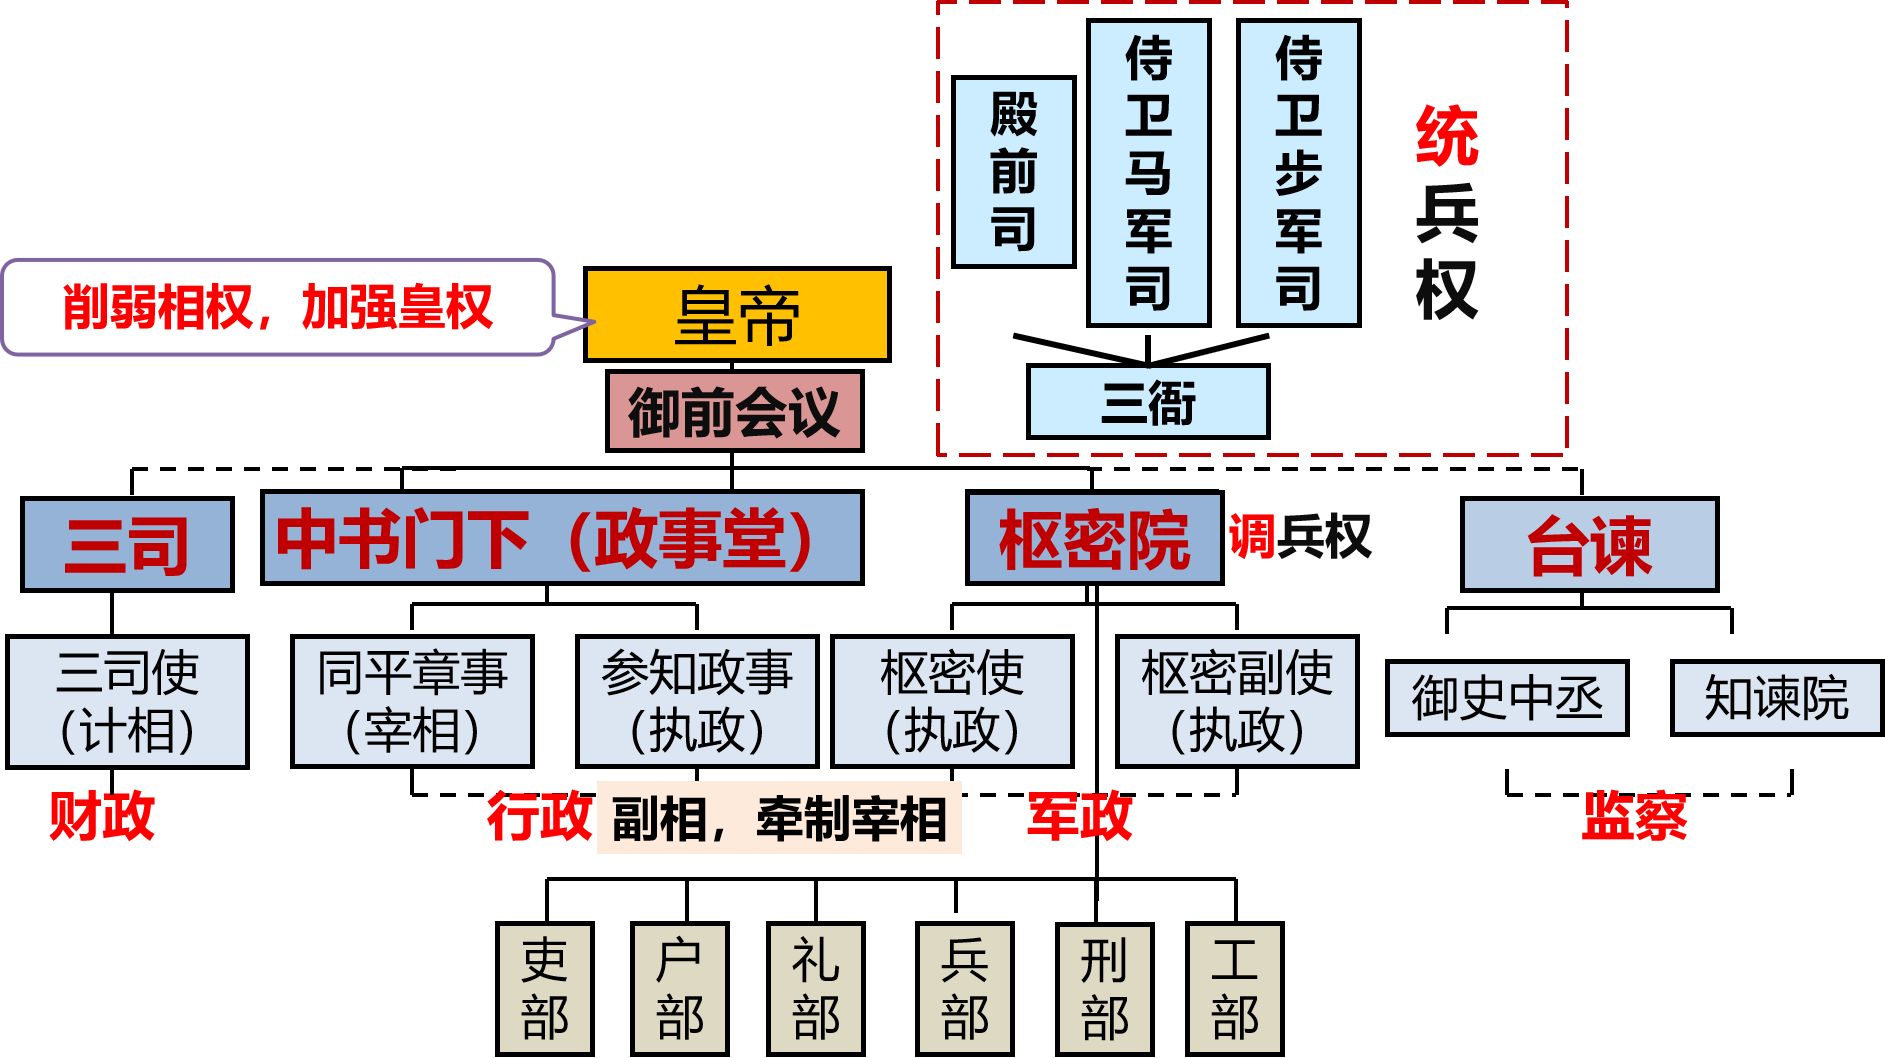 殿前司
侍卫马军司
侍卫步军司
统兵权
三衙
削弱相权，加强皇权
皇帝
御前会议
三司
中书门下（政事堂）
枢密院
调兵权
台谏
三司使
（计相）
同平章事
（宰相）
参知政事
（执政）
枢密使
（执政）
枢密副使
（执政）
御史中丞
知谏院
财政
行政
副相，牵制宰相
军政
监察
吏部
户部
礼部
兵部
刑部
工部